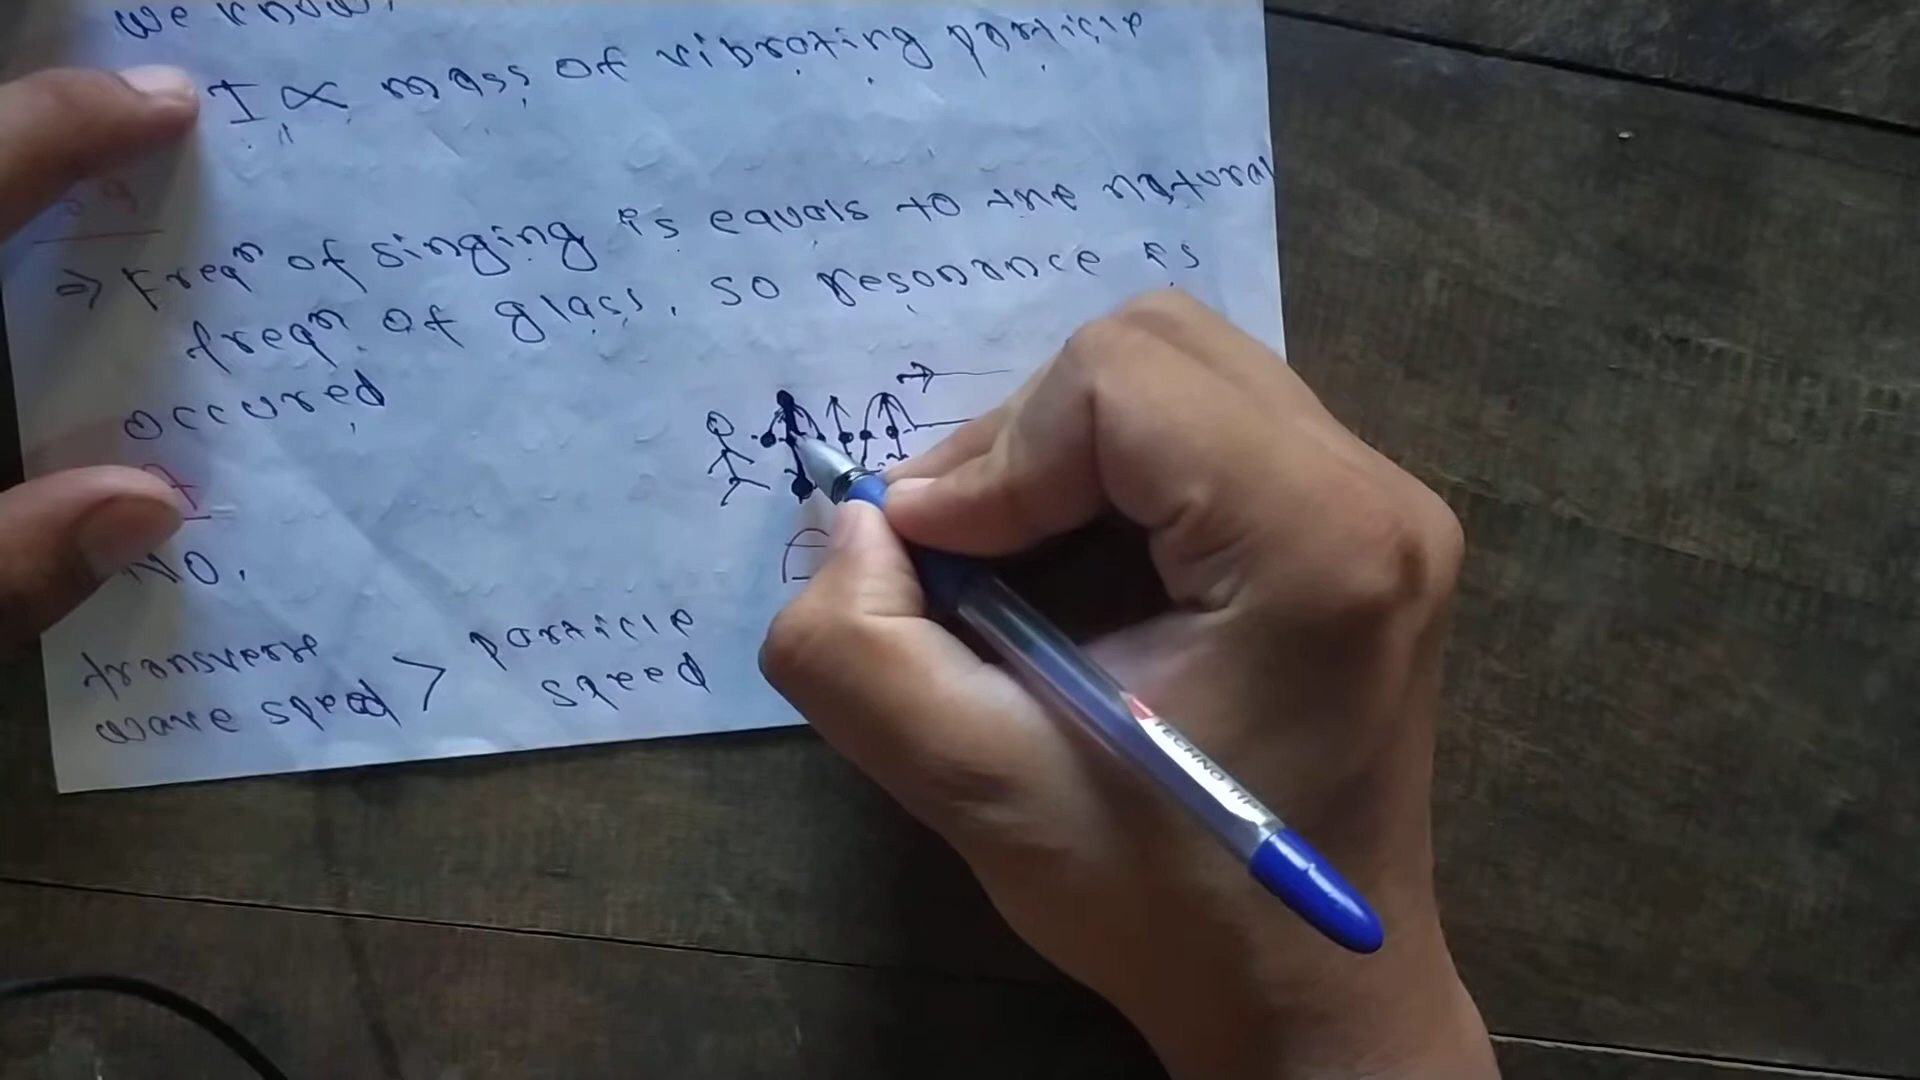 we know,
I ∝ mass of vibrating particle
⇒ Freqn of singing is equals to the natural
freqn of glass, so resonance is
occured
NO.
transverse
wave speed > particle
speed
TECHNO TIP